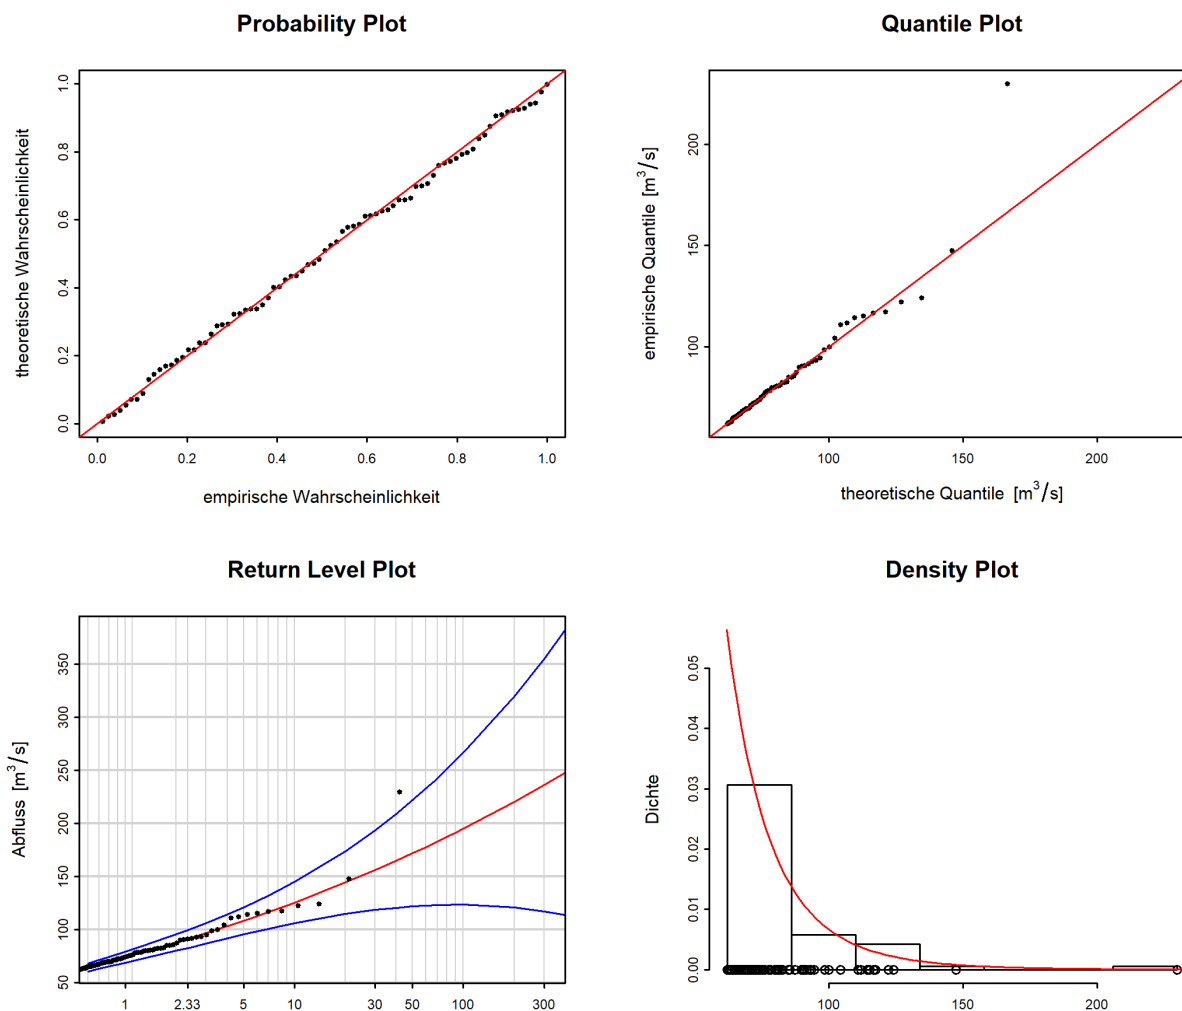 Probability Plot
theoretische Wahrscheinlichkeit
1.0
0.8
0.6
0.4
0.2
0.0
0.0 0.2 0.4 0.6 0.8 1.0
empirische Wahrscheinlichkeit
Quantile Plot
empirische Quantile [m³/s]
200
150
100
100 150 200
theoretische Quantile [m³/s]
Return Level Plot
Abfluss [m³/s]
350
300
250
200
150
100
50
1 2.33 5 10 30 50 100 300
Density Plot
Dichte
0.05
0.04
0.03
0.02
0.01
0.00
100 150 200